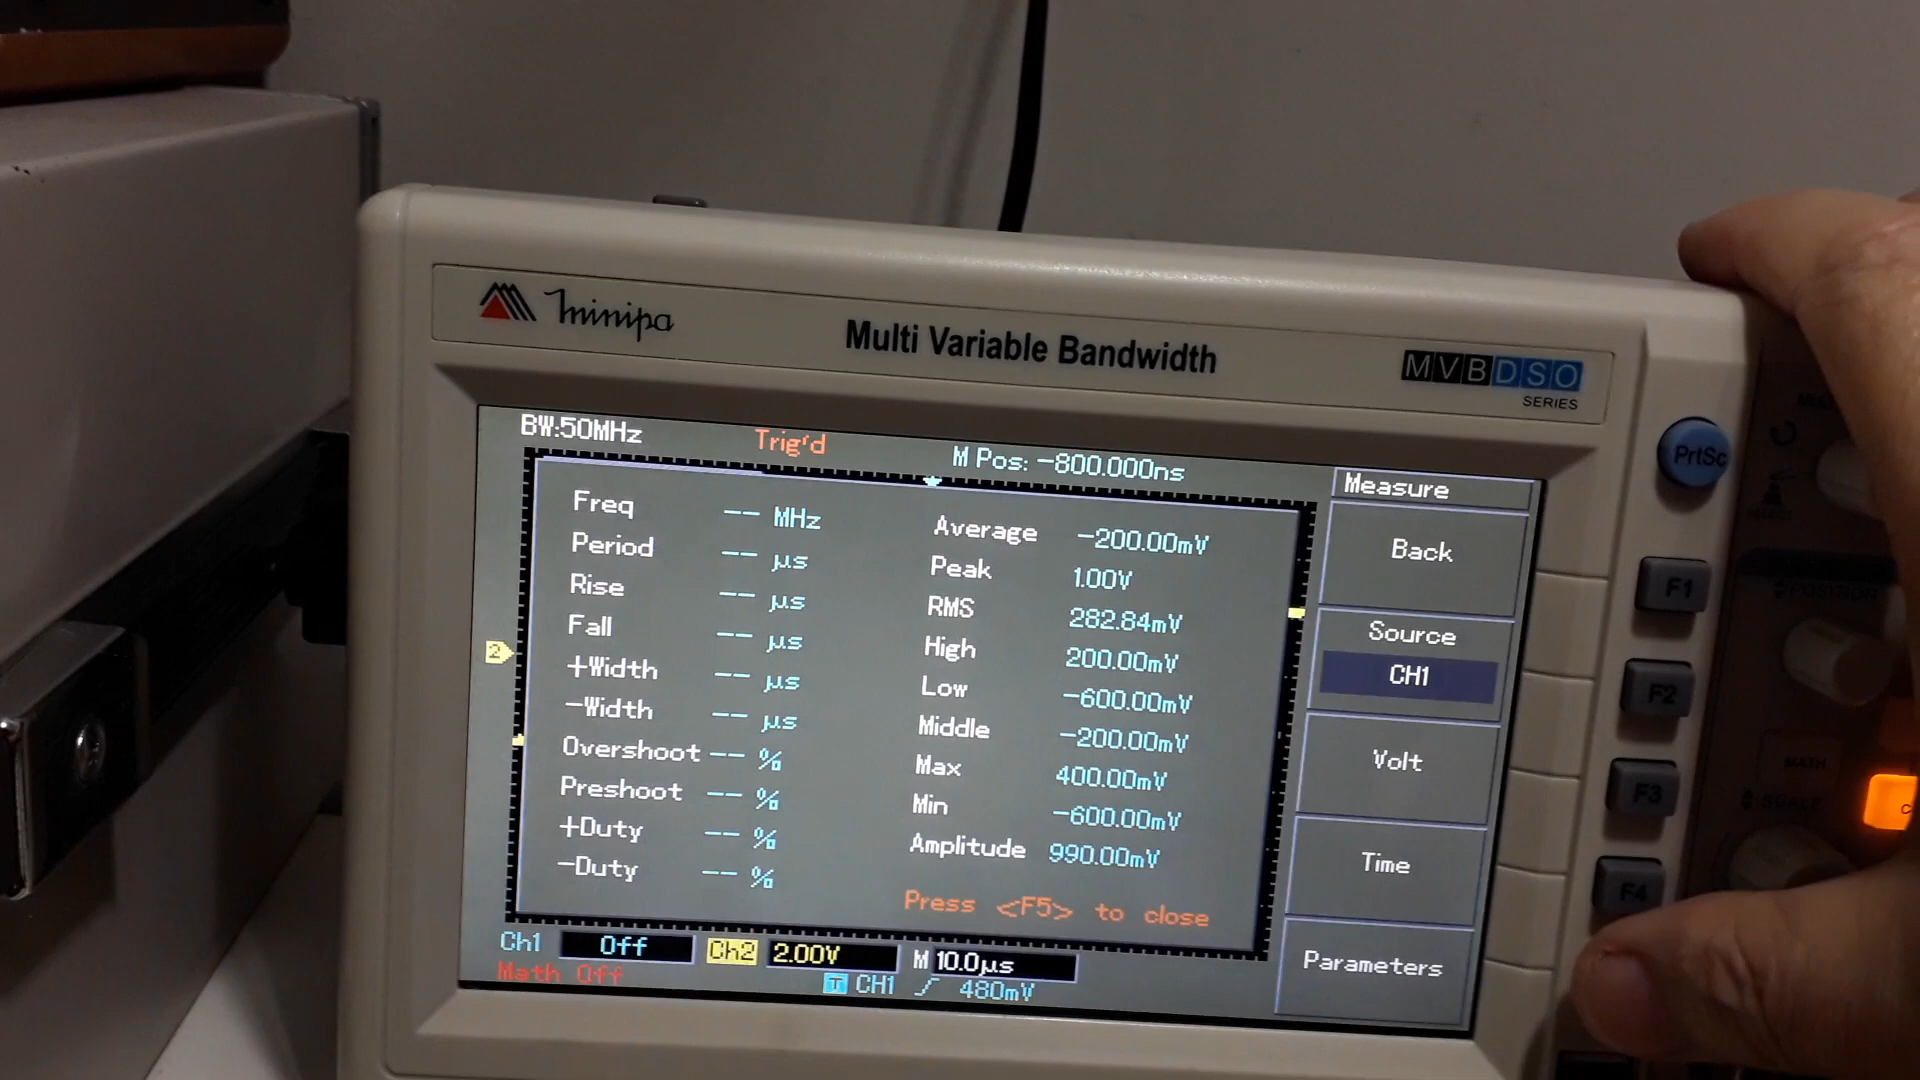 minipa
Multi Variable Bandwidth
MVBDSO
SERIES
PrtSc
BW:50MHz
Trig'd
M Pos: -800.000ns
Measure
Back
Source
CH1
Volt
Time
Parameters
Freq -- MHz
Period -- µs
Rise -- µs
Fall -- µs
+Width -- µs
-Width -- µs
Overshoot -- %
Preshoot -- %
+Duty -- %
-Duty -- %
Average -200.00mV
Peak 1.00V
RMS 282.84mV
High 200.00mV
Low -600.00mV
Middle -200.00mV
Max 400.00mV
Min -600.00mV
Amplitude 990.00mV
Press <F5> to close
2
Ch1 Off Ch2 2.00V M 10.0µs
Math Off T CH1 480mV
F1
F2
F3
F4
POSITION
MATH
SCALE